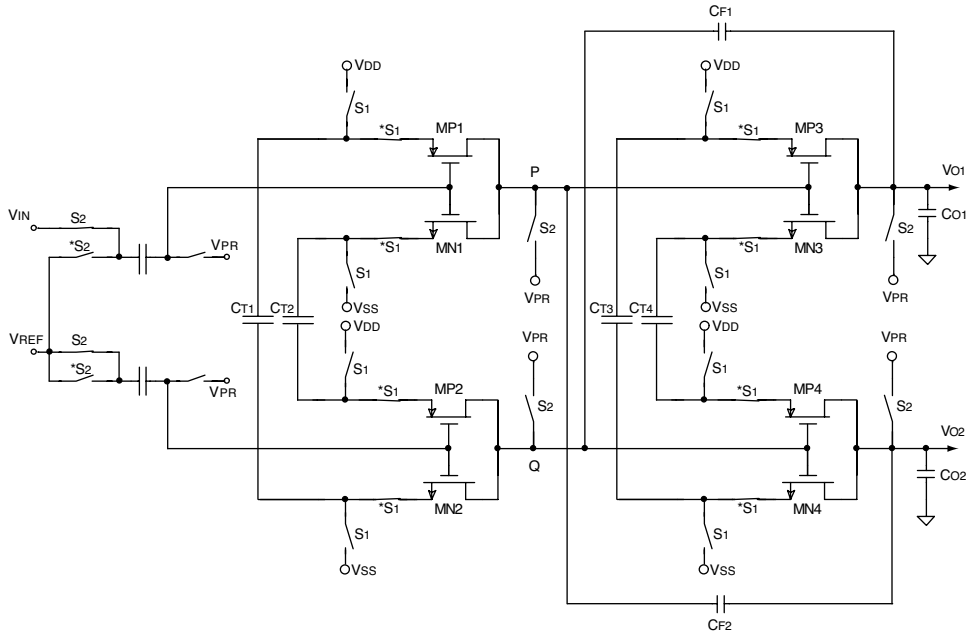 CF1
VDD
VDD
S1
S1
*S1
MP1
*S1
MP3
P
VO1
VIN
S2
S2
S2
CO1
*S2
VPR
*S1
MN1
*S1
MN3
S1
S1
VPR
VPR
VSS
VSS
CT1
CT2
CT3
CT4
VREF
S2
VDD
VPR
VDD
VPR
*S2
VPR
S1
S1
*S1
MP2
S2
*S1
MP4
S2
VO2
Q
CO2
*S1
MN2
*S1
MN4
S1
S1
VSS
VSS
CF2